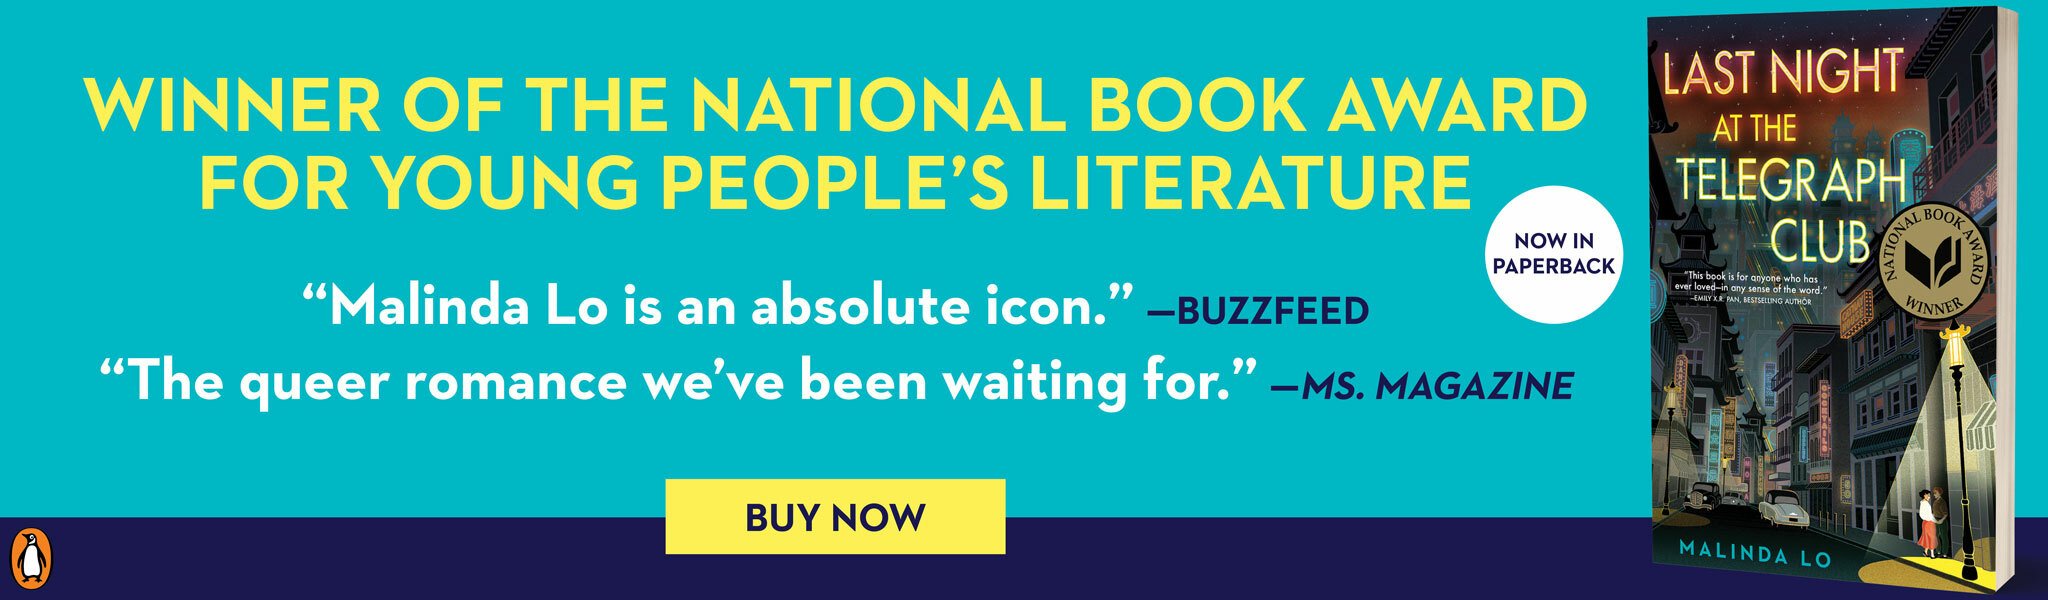 WINNER OF THE NATIONAL BOOK AWARD
FOR YOUNG PEOPLE’S LITERATURE
“Malinda Lo is an absolute icon.” —BUZZFEED
“The queer romance we’ve been waiting for.” —MS. MAGAZINE
BUY NOW
NOW IN
PAPERBACK
LAST NIGHT
AT THE
TELEGRAPH
CLUB
NATIONAL BOOK AWARD
WINNER
“This book is for anyone who has
ever loved—in any sense of the word.”
—EMILY X.R. PAN, BESTSELLING AUTHOR
COCKTAILS
MALINDA LO